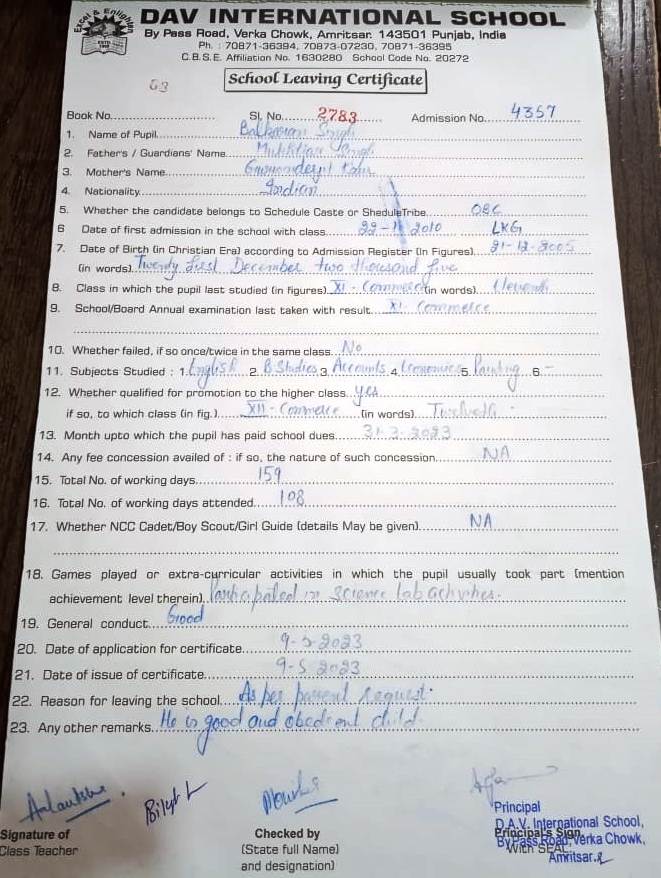 Excel & Enlighten
DAV INTERNATIONAL SCHOOL
By Pass Road, Verka Chowk, Amritsar. 143501 Punjab, India
Ph. : 70871-36394, 70873-07230, 70871-36395
C.B.S.E. Affiliation No. 1630280 School Code No. 20272
63 School Leaving Certificate
Book No. Sl. No. 2783 Admission No. 4357
1. Name of Pupil Singh
2. Father's / Guardians' Name Singh
3. Mother's Name Kaur
4. Nationality Indian
5. Whether the candidate belongs to Schedule Caste or SheduleTribe OBC
6 Date of first admission in the school with class 2010 LKG
7. Date of Birth (in Christian Era) according to Admission Register (In Figures) 21-12-2005
(in words) Twenty first December two thousand five
8. Class in which the pupil last studied (in figures) XI - Commerce (in words) Eleventh
9. School/Board Annual examination last taken with result XI Commerce
10. Whether failed, if so once/twice in the same class No
11. Subjects Studied : 1. English 2. B Studies 3. Accounts 4. Economics 5. Painting 6. -
12. Whether qualified for promotion to the higher class yes
if so, to which class (in fig.) XII - Commerce (in words) Twelveth
13. Month upto which the pupil has paid school dues 31-3-2023
14. Any fee concession availed of : if so, the nature of such concession NA
15. Total No. of working days 159
16. Total No. of working days attended 108
17. Whether NCC Cadet/Boy Scout/Girl Guide (details May be given) NA
18. Games played or extra-curricular activities in which the pupil usually took part (mention
achievement level therein) in science lab activities.
19. General conduct Good
20. Date of application for certificate 9-5-2023
21. Date of issue of certificate 9-5-2023
22. Reason for leaving the school As per parent request.
23. Any other remarks He is good and obedient child.
Signature of
Class Teacher
Checked by
(State full Name)
and designation)
Principal
D.A.V. International School,
Principal's Sign
By Pass Road, Verka Chowk,
With SEAL
Amritsar.